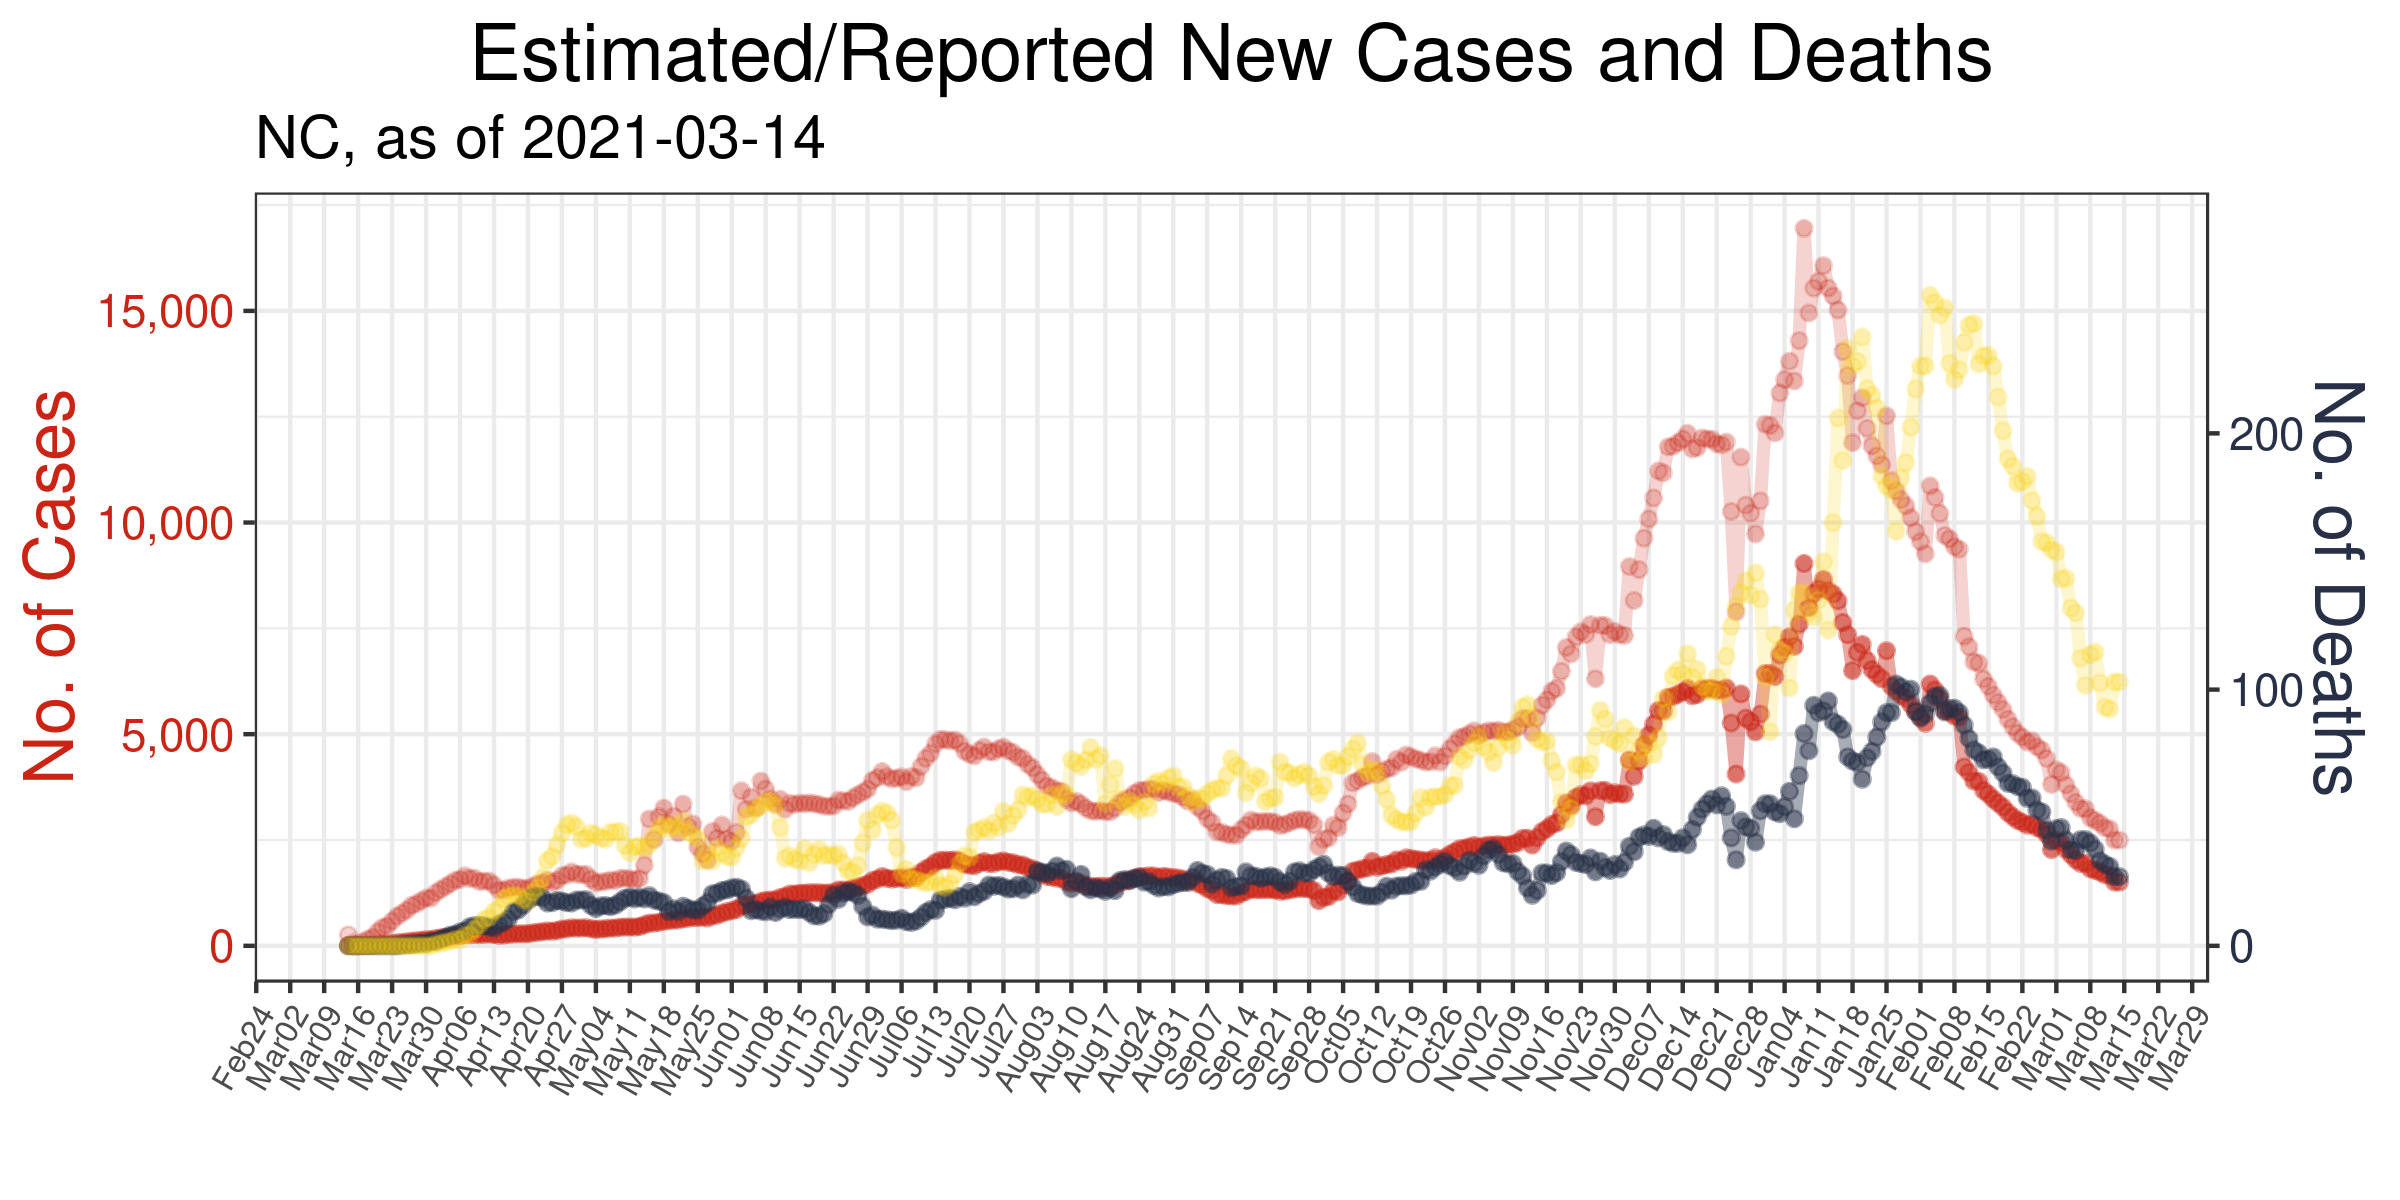 Estimated/Reported New Cases and Deaths
NC, as of 2021-03-14
No. of Cases
15,000
10,000
5,000
0
No. of Deaths
200
100
0
Feb24
Mar02
Mar09
Mar16
Mar23
Mar30
Apr06
Apr13
Apr20
Apr27
May04
May11
May18
May25
Jun01
Jun08
Jun15
Jun22
Jun29
Jul06
Jul13
Jul20
Jul27
Aug03
Aug10
Aug17
Aug24
Aug31
Sep07
Sep14
Sep21
Sep28
Oct05
Oct12
Oct19
Oct26
Nov02
Nov09
Nov16
Nov23
Nov30
Dec07
Dec14
Dec21
Dec28
Jan04
Jan11
Jan18
Jan25
Feb01
Feb08
Feb15
Feb22
Mar01
Mar08
Mar15
Mar22
Mar29